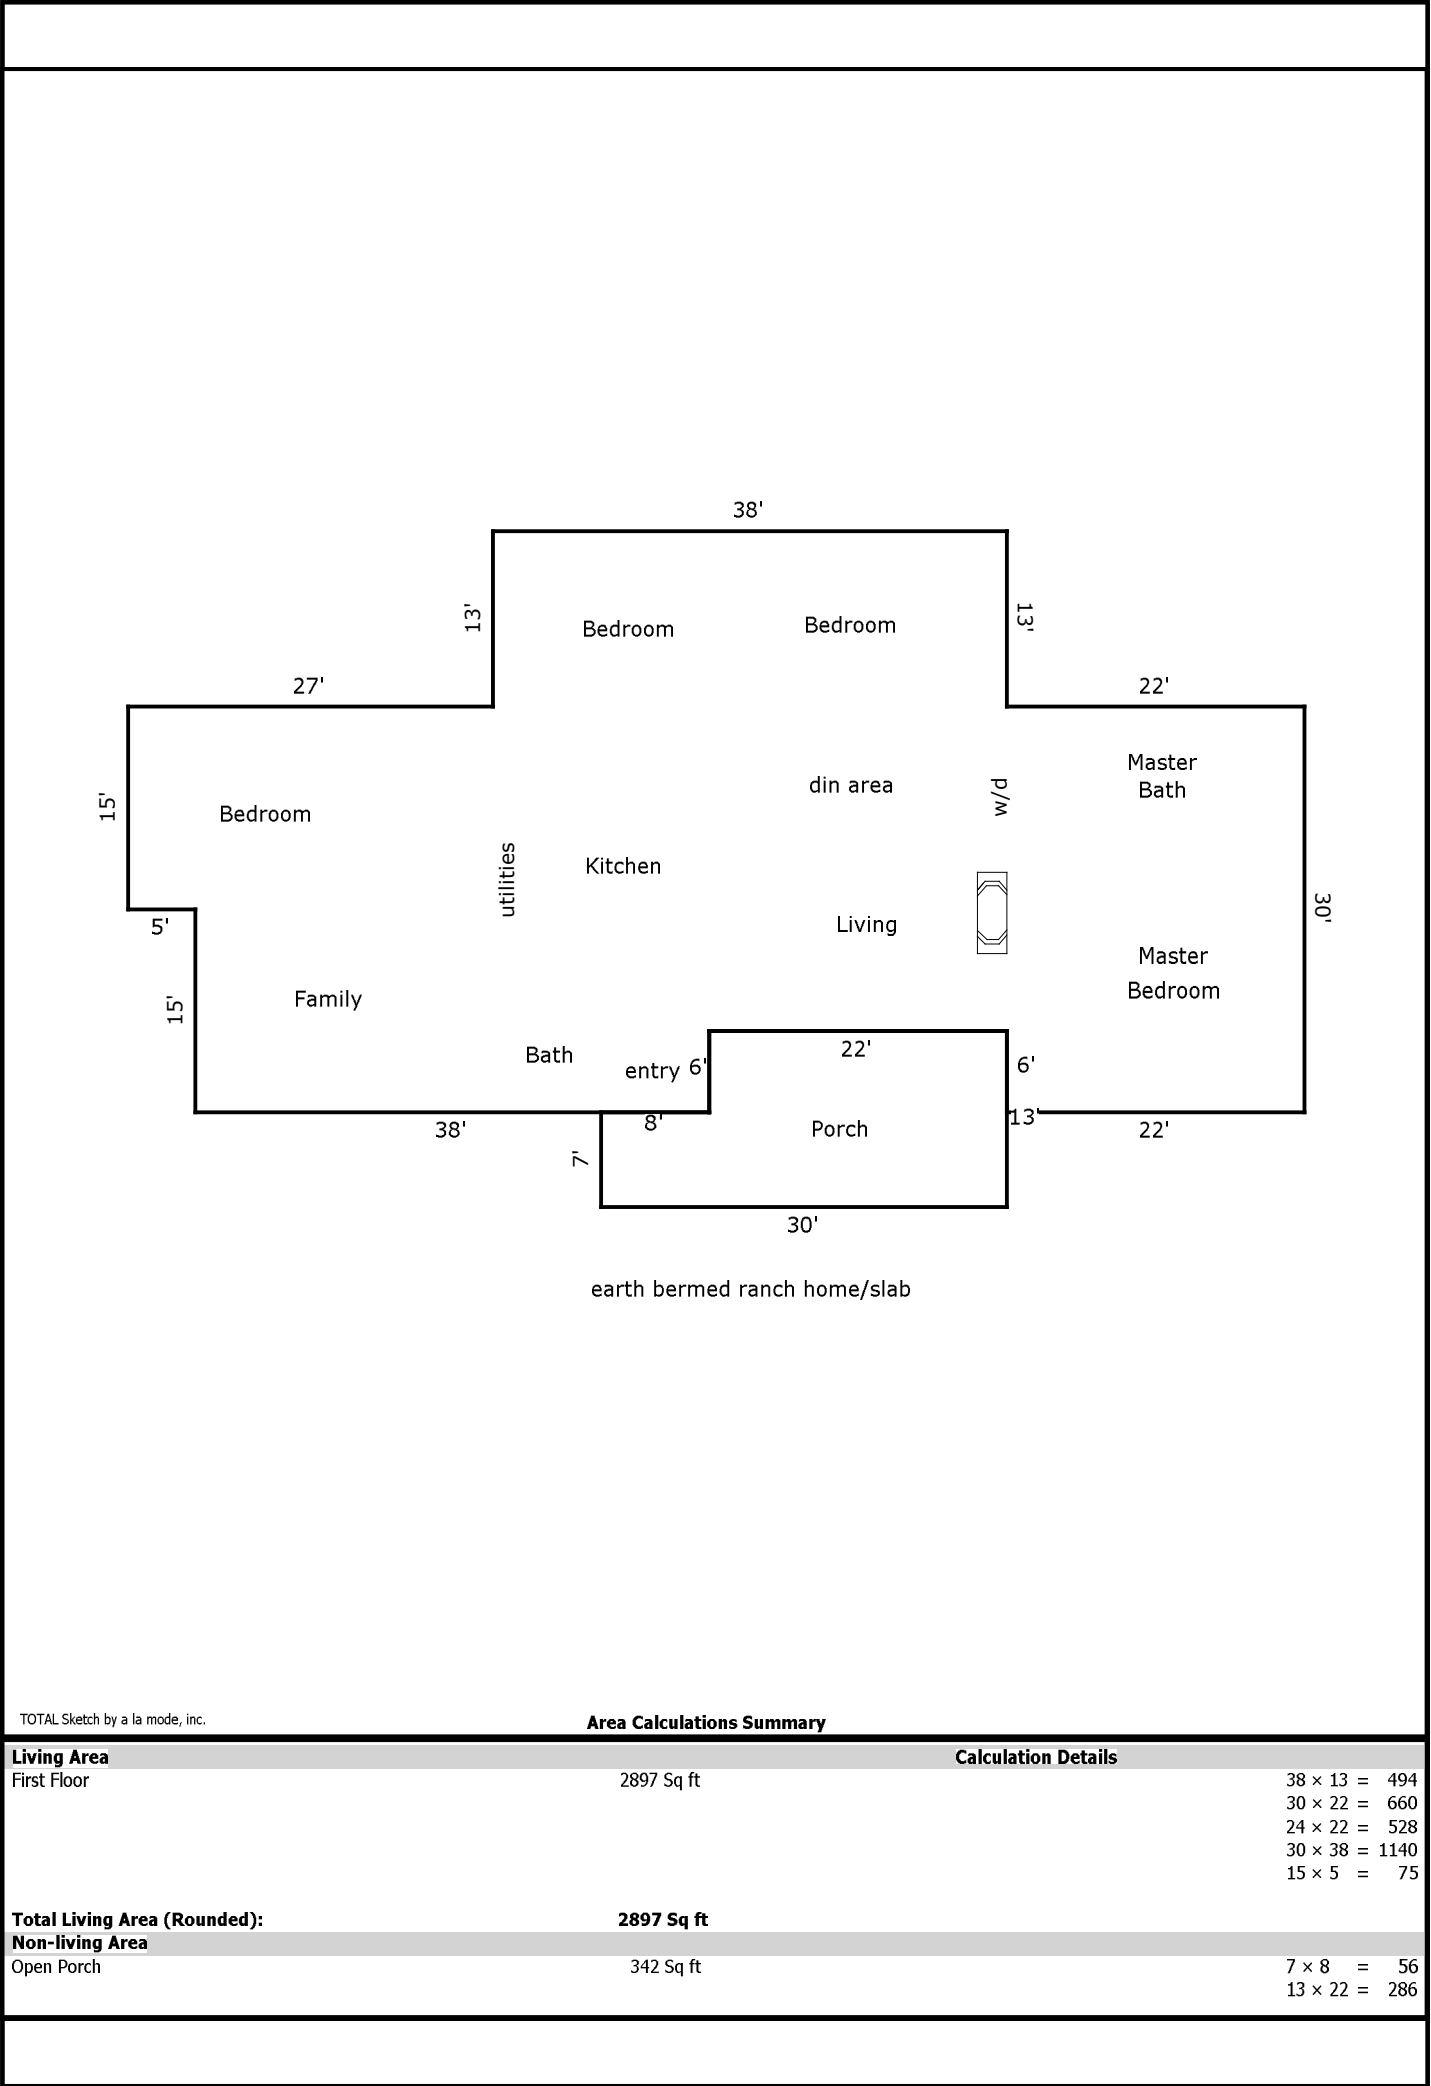 38'
13'
13'
Bedroom
Bedroom
27'
22'
15'
Bedroom
din area
w/d
Master
Bath
utilities
Kitchen
30'
5'
Living
Master
Bedroom
15'
Family
22'
Bath
entry
6'
6'
38'
8'
Porch
13'
22'
7'
30'
earth bermed ranch home/slab
TOTAL Sketch by a la mode, inc.
Area Calculations Summary
Living Area Calculation Details
First Floor 2897 Sq ft 38 × 13 = 494
30 × 22 = 660
24 × 22 = 528
30 × 38 = 1140
15 × 5 = 75
Total Living Area (Rounded): 2897 Sq ft
Non-living Area
Open Porch 342 Sq ft 7 × 8 = 56
13 × 22 = 286